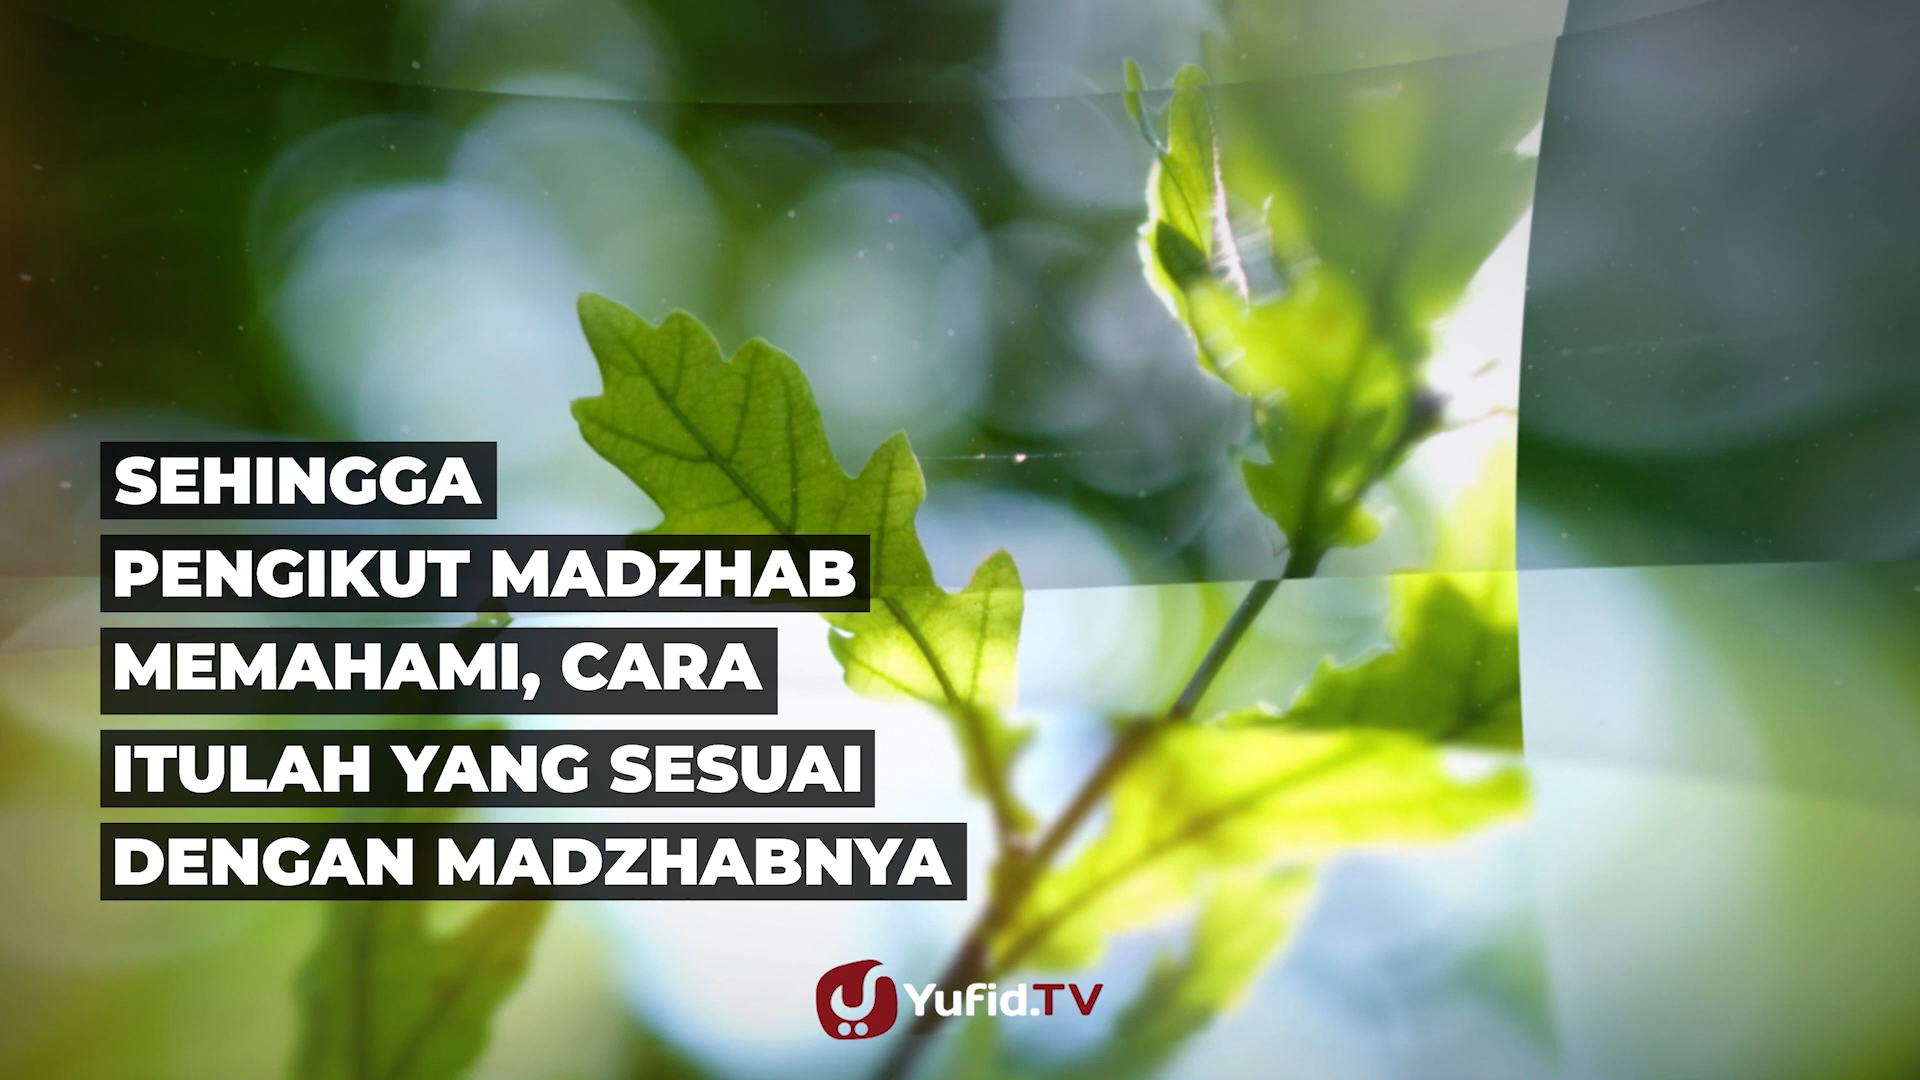 SEHINGGA
PENGIKUT MADZHAB
MEMAHAMI, CARA
ITULAH YANG SESUAI
DENGAN MADZHABNYA
Yufid.TV